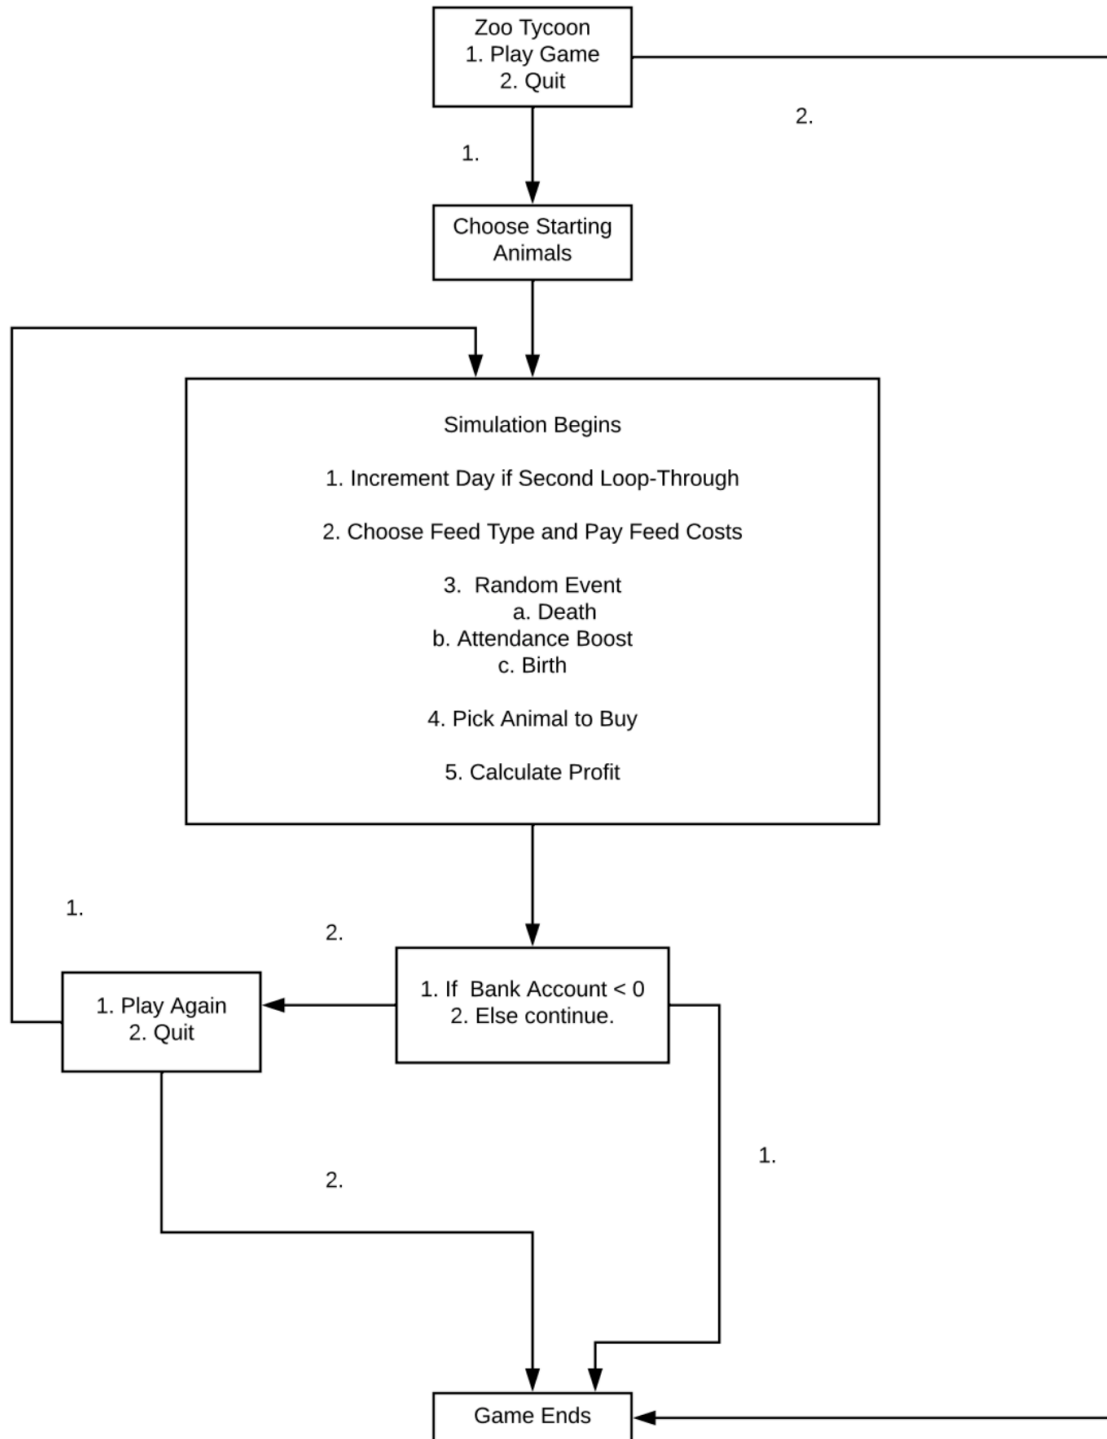 Zoo Tycoon
1. Play Game
2. Quit
2.
1.
Choose Starting
Animals
Simulation Begins
1. Increment Day if Second Loop-Through
2. Choose Feed Type and Pay Feed Costs
3. Random Event
a. Death
b. Attendance Boost
c. Birth
4. Pick Animal to Buy
5. Calculate Profit
1.
2.
1. If Bank Account < 0
2. Else continue.
1. Play Again
2. Quit
1.
2.
Game Ends